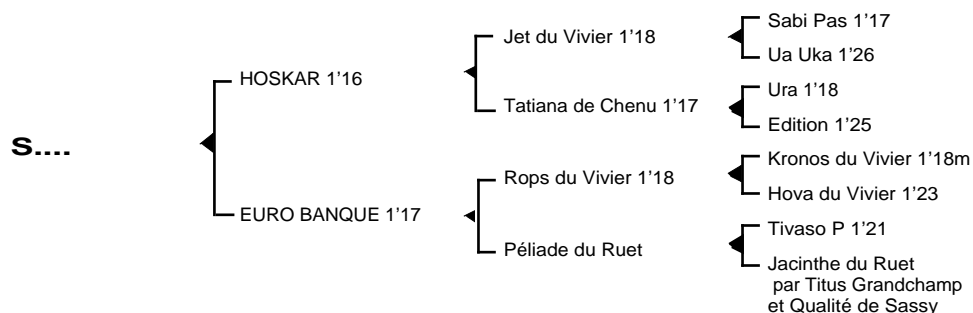 Sabi Pas 1’17
Jet du Vivier 1’18
Ua Uka 1’26
HOSKAR 1’16
Ura 1’18
Tatiana de Chenu 1’17
Edition 1’25
S....
Kronos du Vivier 1’18m
Rops du Vivier 1’18
Hova du Vivier 1’23
EURO BANQUE 1’17
Tivaso P 1’21
Péliade du Ruet
Jacinthe du Ruet
par Titus Grandchamp
et Qualité de Sassy